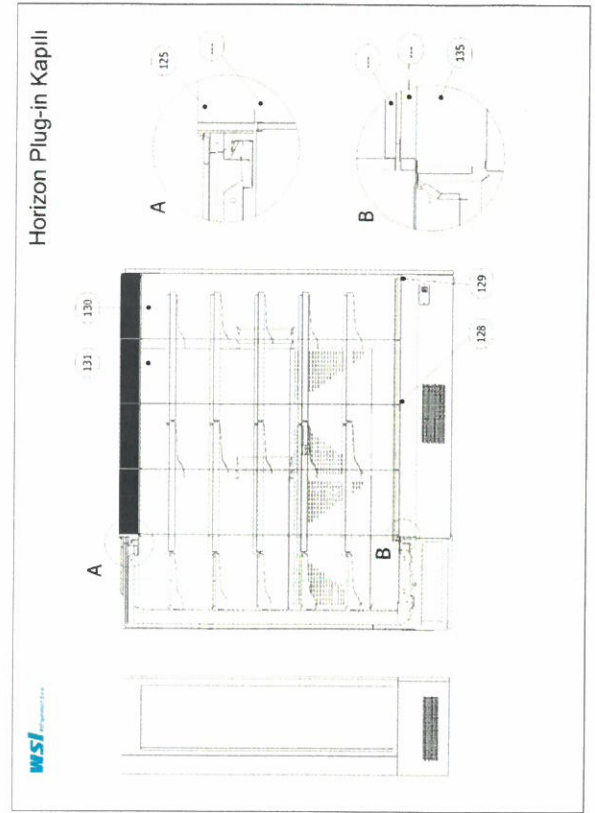 WSI
Horizon Plug-in Kapılı
131
130
A
B
128
129
A
125
---
B
---
---
135